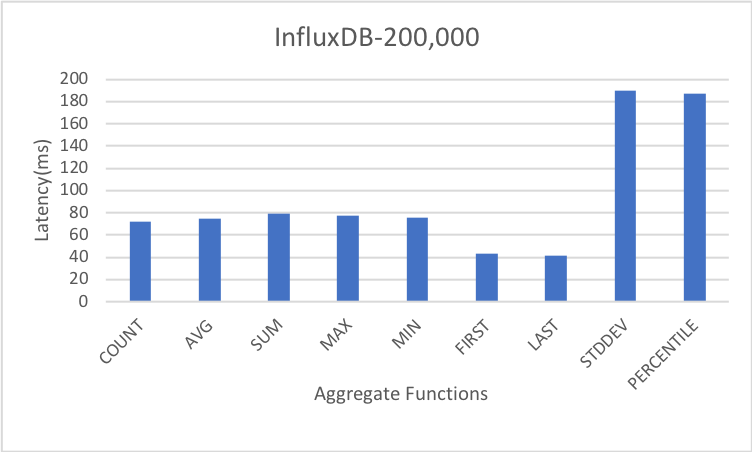 InfluxDB-200,000
Latency(ms)
200
180
160
140
120
100
80
60
40
20
0
COUNT
AVG
SUM
MAX
MIN
FIRST
LAST
STDDEV
PERCENTILE
Aggregate Functions